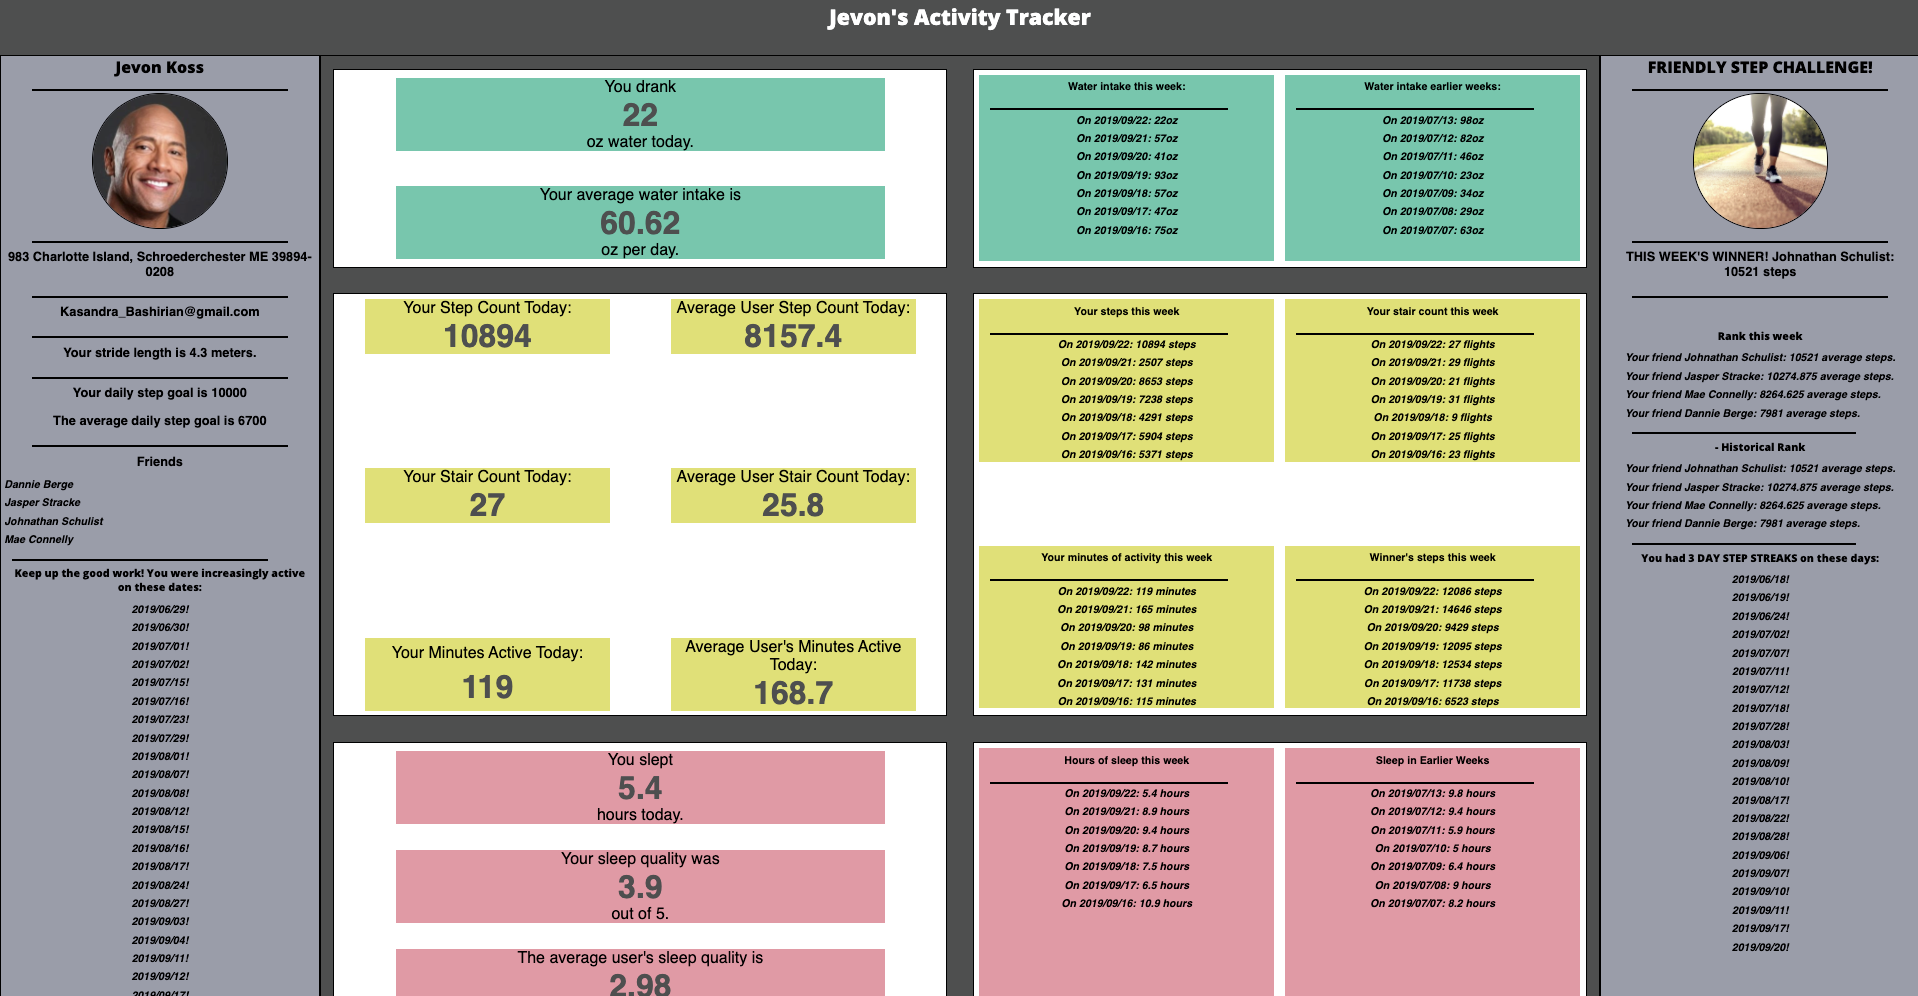 Jevon's Activity Tracker
Jevon Koss
983 Charlotte Island, Schroederchester ME 39894-
0208
Kasandra_Bashirian@gmail.com
Your stride length is 4.3 meters.
Your daily step goal is 10000
The average daily step goal is 6700
Friends
Dannie Berge
Jasper Stracke
Johnathan Schulist
Mae Connelly
Keep up the good work! You were increasingly active
on these dates:
2019/06/29!
2019/06/30!
2019/07/01!
2019/07/02!
2019/07/15!
2019/07/16!
2019/07/23!
2019/07/29!
2019/08/01!
2019/08/07!
2019/08/08!
2019/08/12!
2019/08/15!
2019/08/16!
2019/08/17!
2019/08/24!
2019/08/27!
2019/09/03!
2019/09/04!
2019/09/11!
2019/09/12!
2019/09/17!
You drank
22
oz water today.
Your average water intake is
60.62
oz per day.
Water intake this week:
On 2019/09/22: 22oz
On 2019/09/21: 57oz
On 2019/09/20: 41oz
On 2019/09/19: 93oz
On 2019/09/18: 57oz
On 2019/09/17: 47oz
On 2019/09/16: 75oz
Water intake earlier weeks:
On 2019/07/13: 98oz
On 2019/07/12: 82oz
On 2019/07/11: 46oz
On 2019/07/10: 23oz
On 2019/07/09: 34oz
On 2019/07/08: 29oz
On 2019/07/07: 63oz
Your Step Count Today:
10894
Average User Step Count Today:
8157.4
Your Stair Count Today:
27
Average User Stair Count Today:
25.8
Your Minutes Active Today:
119
Average User's Minutes Active
Today:
168.7
Your steps this week
On 2019/09/22: 10894 steps
On 2019/09/21: 2507 steps
On 2019/09/20: 8653 steps
On 2019/09/19: 7238 steps
On 2019/09/18: 4291 steps
On 2019/09/17: 5904 steps
On 2019/09/16: 5371 steps
Your stair count this week
On 2019/09/22: 27 flights
On 2019/09/21: 29 flights
On 2019/09/20: 21 flights
On 2019/09/19: 31 flights
On 2019/09/18: 9 flights
On 2019/09/17: 25 flights
On 2019/09/16: 23 flights
Your minutes of activity this week
On 2019/09/22: 119 minutes
On 2019/09/21: 165 minutes
On 2019/09/20: 98 minutes
On 2019/09/19: 86 minutes
On 2019/09/18: 142 minutes
On 2019/09/17: 131 minutes
On 2019/09/16: 115 minutes
Winner's steps this week
On 2019/09/22: 12086 steps
On 2019/09/21: 14646 steps
On 2019/09/20: 9429 steps
On 2019/09/19: 12095 steps
On 2019/09/18: 12534 steps
On 2019/09/17: 11738 steps
On 2019/09/16: 6523 steps
You slept
5.4
hours today.
Your sleep quality was
3.9
out of 5.
The average user's sleep quality is
2.98
Hours of sleep this week
On 2019/09/22: 5.4 hours
On 2019/09/21: 8.9 hours
On 2019/09/20: 9.4 hours
On 2019/09/19: 8.7 hours
On 2019/09/18: 7.5 hours
On 2019/09/17: 6.5 hours
On 2019/09/16: 10.9 hours
Sleep in Earlier Weeks
On 2019/07/13: 9.8 hours
On 2019/07/12: 9.4 hours
On 2019/07/11: 5.9 hours
On 2019/07/10: 5 hours
On 2019/07/09: 6.4 hours
On 2019/07/08: 9 hours
On 2019/07/07: 8.2 hours
FRIENDLY STEP CHALLENGE!
THIS WEEK'S WINNER! Johnathan Schulist:
10521 steps
Rank this week
Your friend Johnathan Schulist: 10521 average steps.
Your friend Jasper Stracke: 10274.875 average steps.
Your friend Mae Connelly: 8264.625 average steps.
Your friend Dannie Berge: 7981 average steps.
- Historical Rank
Your friend Johnathan Schulist: 10521 average steps.
Your friend Jasper Stracke: 10274.875 average steps.
Your friend Mae Connelly: 8264.625 average steps.
Your friend Dannie Berge: 7981 average steps.
You had 3 DAY STEP STREAKS on these days:
2019/06/18!
2019/06/19!
2019/06/24!
2019/07/02!
2019/07/07!
2019/07/11!
2019/07/12!
2019/07/18!
2019/07/28!
2019/08/03!
2019/08/09!
2019/08/10!
2019/08/17!
2019/08/22!
2019/08/28!
2019/09/06!
2019/09/07!
2019/09/10!
2019/09/11!
2019/09/17!
2019/09/20!